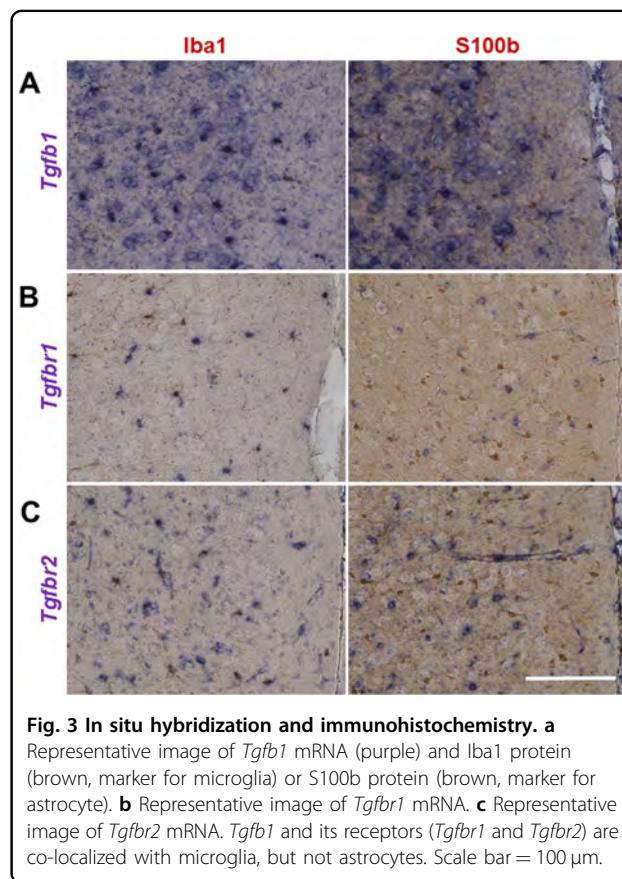 Iba1 S100b
A
Tgfb1
B
Tgfbr1
C
Tgfbr2
Fig. 3 In situ hybridization and immunohistochemistry. a
Representative image of Tgfb1 mRNA (purple) and Iba1 protein
(brown, marker for microglia) or S100b protein (brown, marker for
astrocyte). b Representative image of Tgfbr1 mRNA. c Representative
image of Tgfbr2 mRNA. Tgfb1 and its receptors (Tgfbr1 and Tgfbr2) are
co-localized with microglia, but not astrocytes. Scale bar = 100 μm.